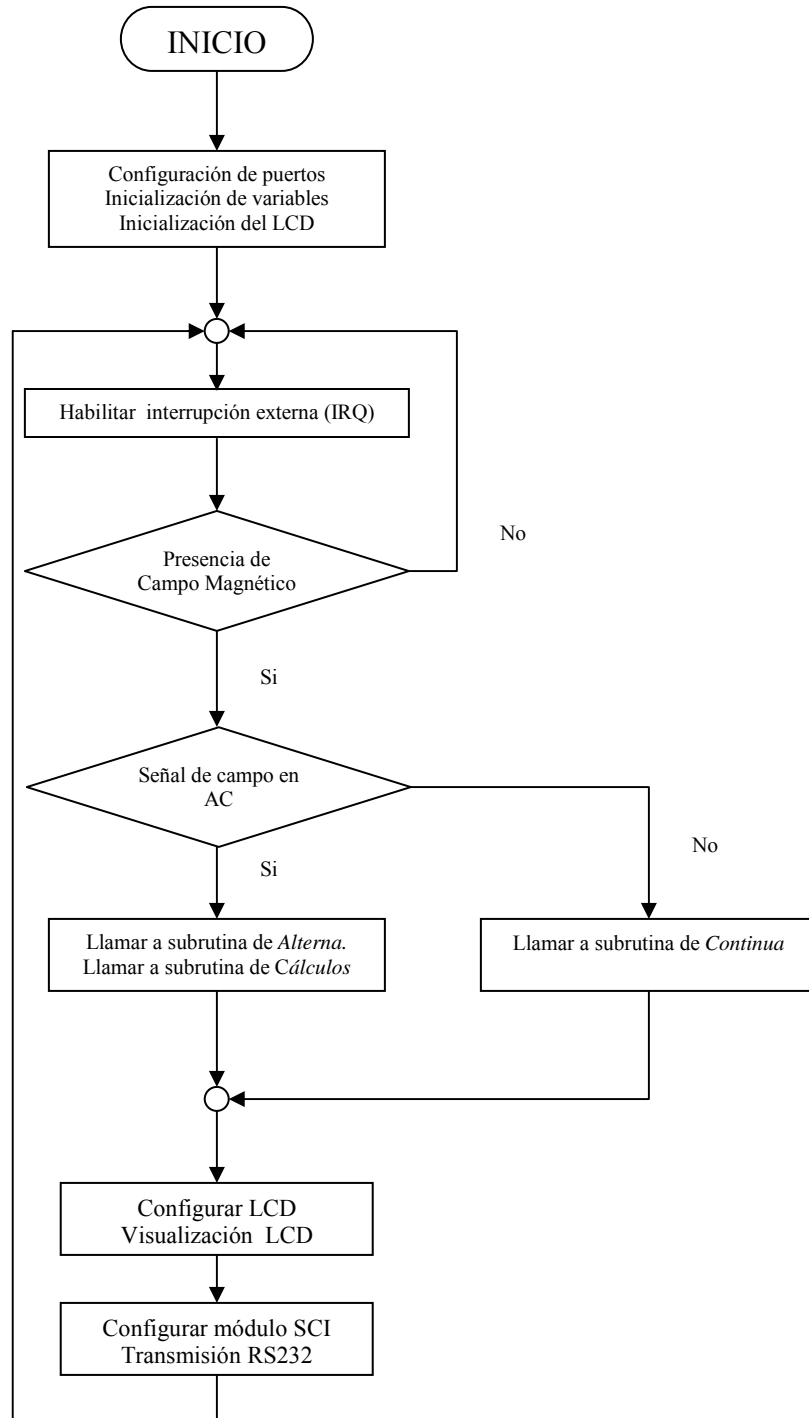 INICIO
Configuración de puertos
Inicialización de variables
Inicialización del LCD
Habilitar interrupción externa (IRQ)
No
Presencia de
Campo Magnético
Si
Señal de campo en
AC
No
Si
Llamar a subrutina de Alterna.
Llamar a subrutina de Cálculos
Llamar a subrutina de Continua
Configurar LCD
Visualización LCD
Configurar módulo SCI
Transmisión RS232